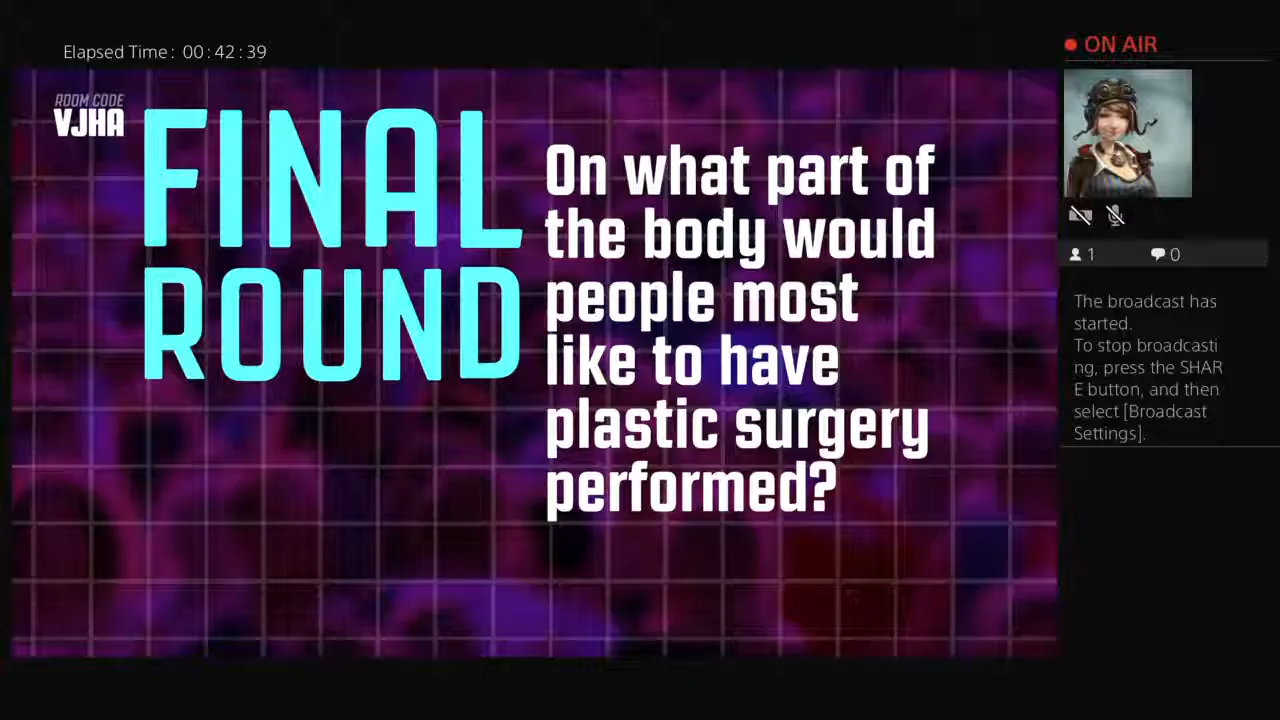 Elapsed Time: 00:42:39
ON AIR
ROOM CODE
VJHA
FINAL
ROUND
On what part of
the body would
people most
like to have
plastic surgery
performed?
1
0
The broadcast has
started.
To stop broadcasti
ng, press the SHAR
E button, and then
select [Broadcast
Settings].